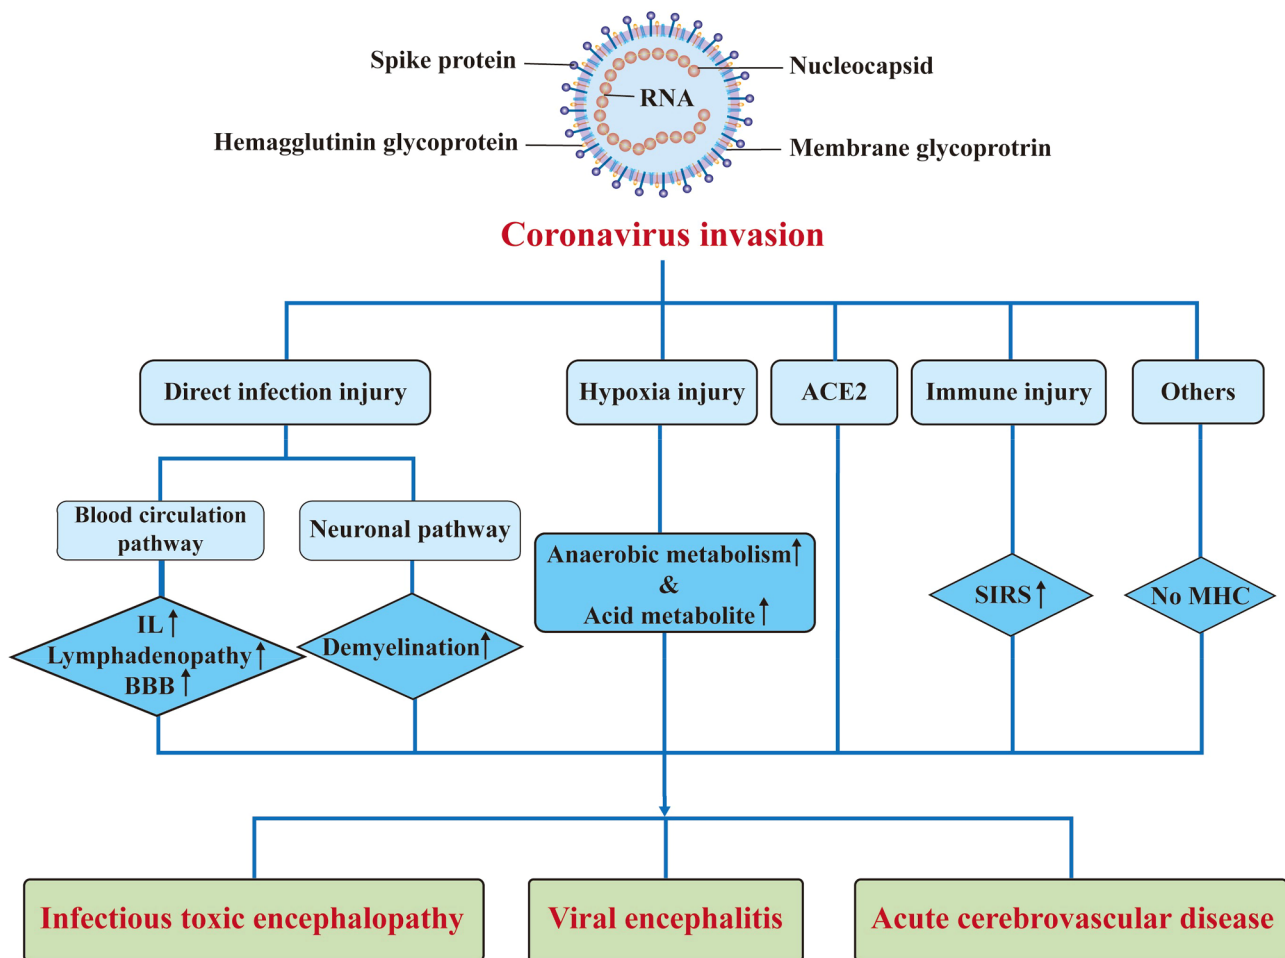 Spike protein
Nucleocapsid
RNA
Hemagglutinin glycoprotein
Membrane glycoprotrin
Coronavirus invasion
Direct infection injury
Hypoxia injury
ACE2
Immune injury
Others
Blood circulation
pathway
Neuronal pathway
Anaerobic metabolism↑
&
Acid metabolite↑
SIRS↑
No MHC
IL↑
Lymphadenopathy↑
BBB↑
Demyelination↑
Infectious toxic encephalopathy
Viral encephalitis
Acute cerebrovascular disease